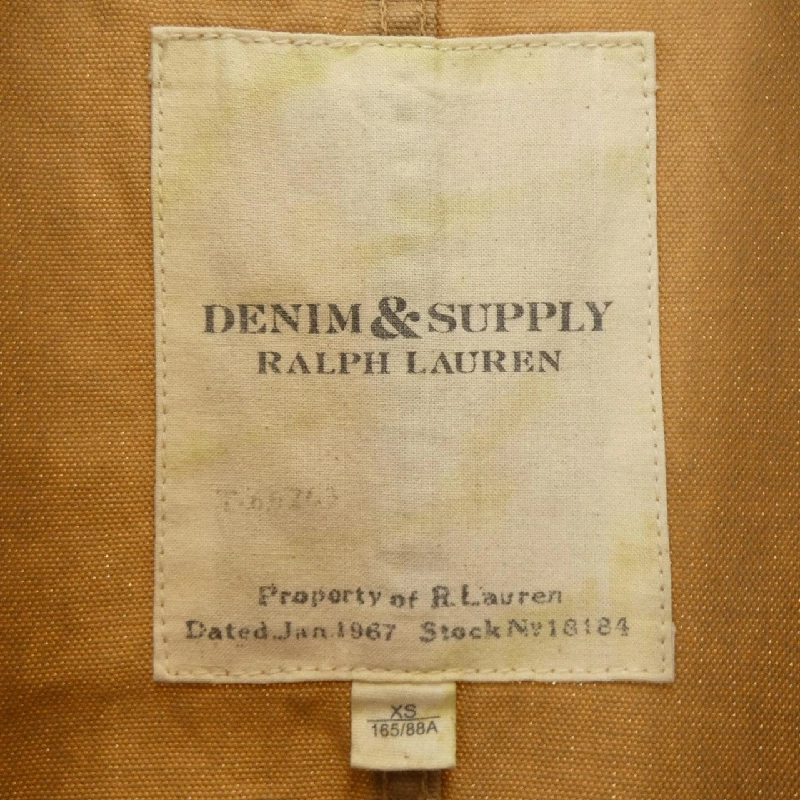 DENIM & SUPPLY
RALPH LAUREN
Property of R.Lauren
Dated.Jan.1967 Stock No 18184
XS
165/88A